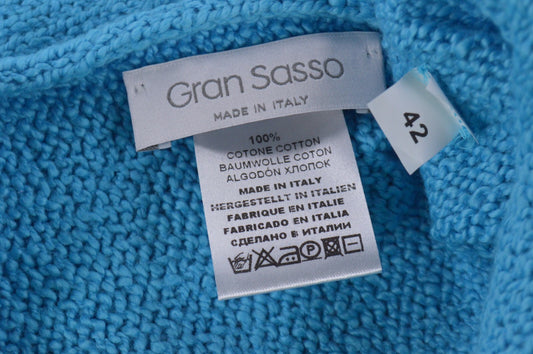 Gran Sasso
MADE IN ITALY
42
100%
COTONE COTTON
BAUMWOLLE COTON
ALGODÓN ХЛОПОК
MADE IN ITALY
HERGESTELLT IN ITALIEN
FABRIQUE EN ITALIE
FABRICADO EN ITALIA
СДЕЛАНО В ИТАЛИИ